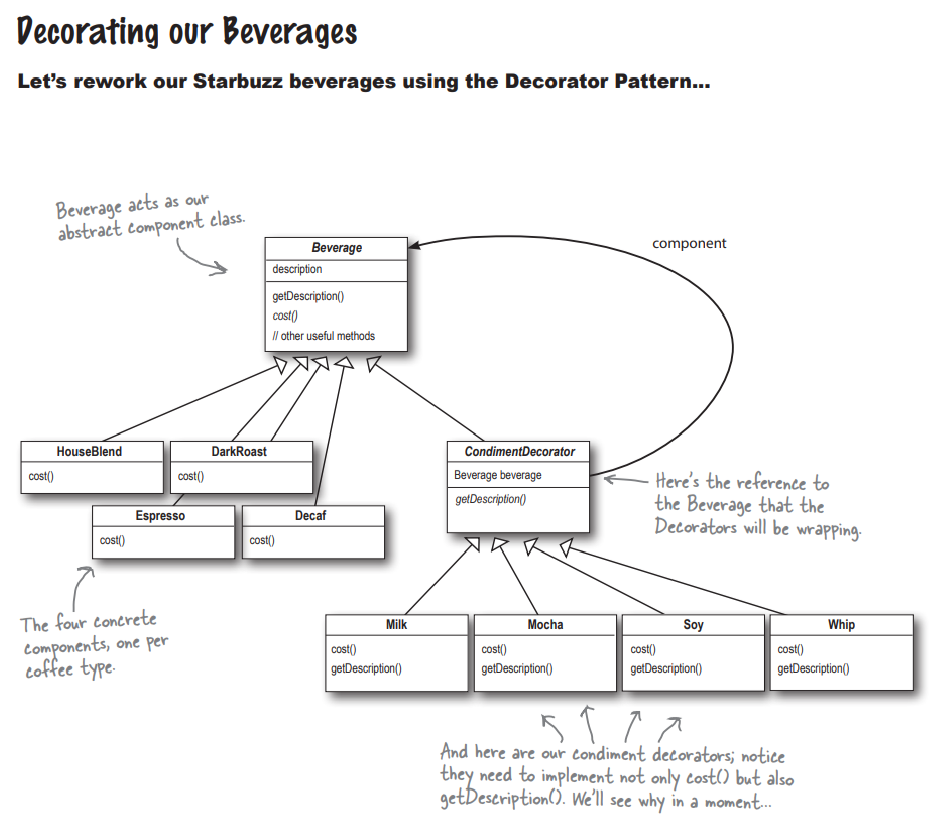 Decorating our Beverages
Let's rework our Starbuzz beverages using the Decorator Pattern...
Beverage acts as our
abstract component class.
Beverage
description
getDescription()
cost()
// other useful methods
component
HouseBlend
cost()
DarkRoast
cost()
Espresso
cost()
Decaf
cost()
CondimentDecorator
Beverage beverage
getDescription()
Here's the reference to
the Beverage that the
Decorators will be wrapping.
The four concrete
components, one per
coffee type.
Milk
cost()
getDescription()
Mocha
cost()
getDescription()
Soy
cost()
getDescription()
Whip
cost()
getDescription()
And here are our condiment decorators; notice
they need to implement not only cost() but also
getDescription(). We'll see why in a moment...